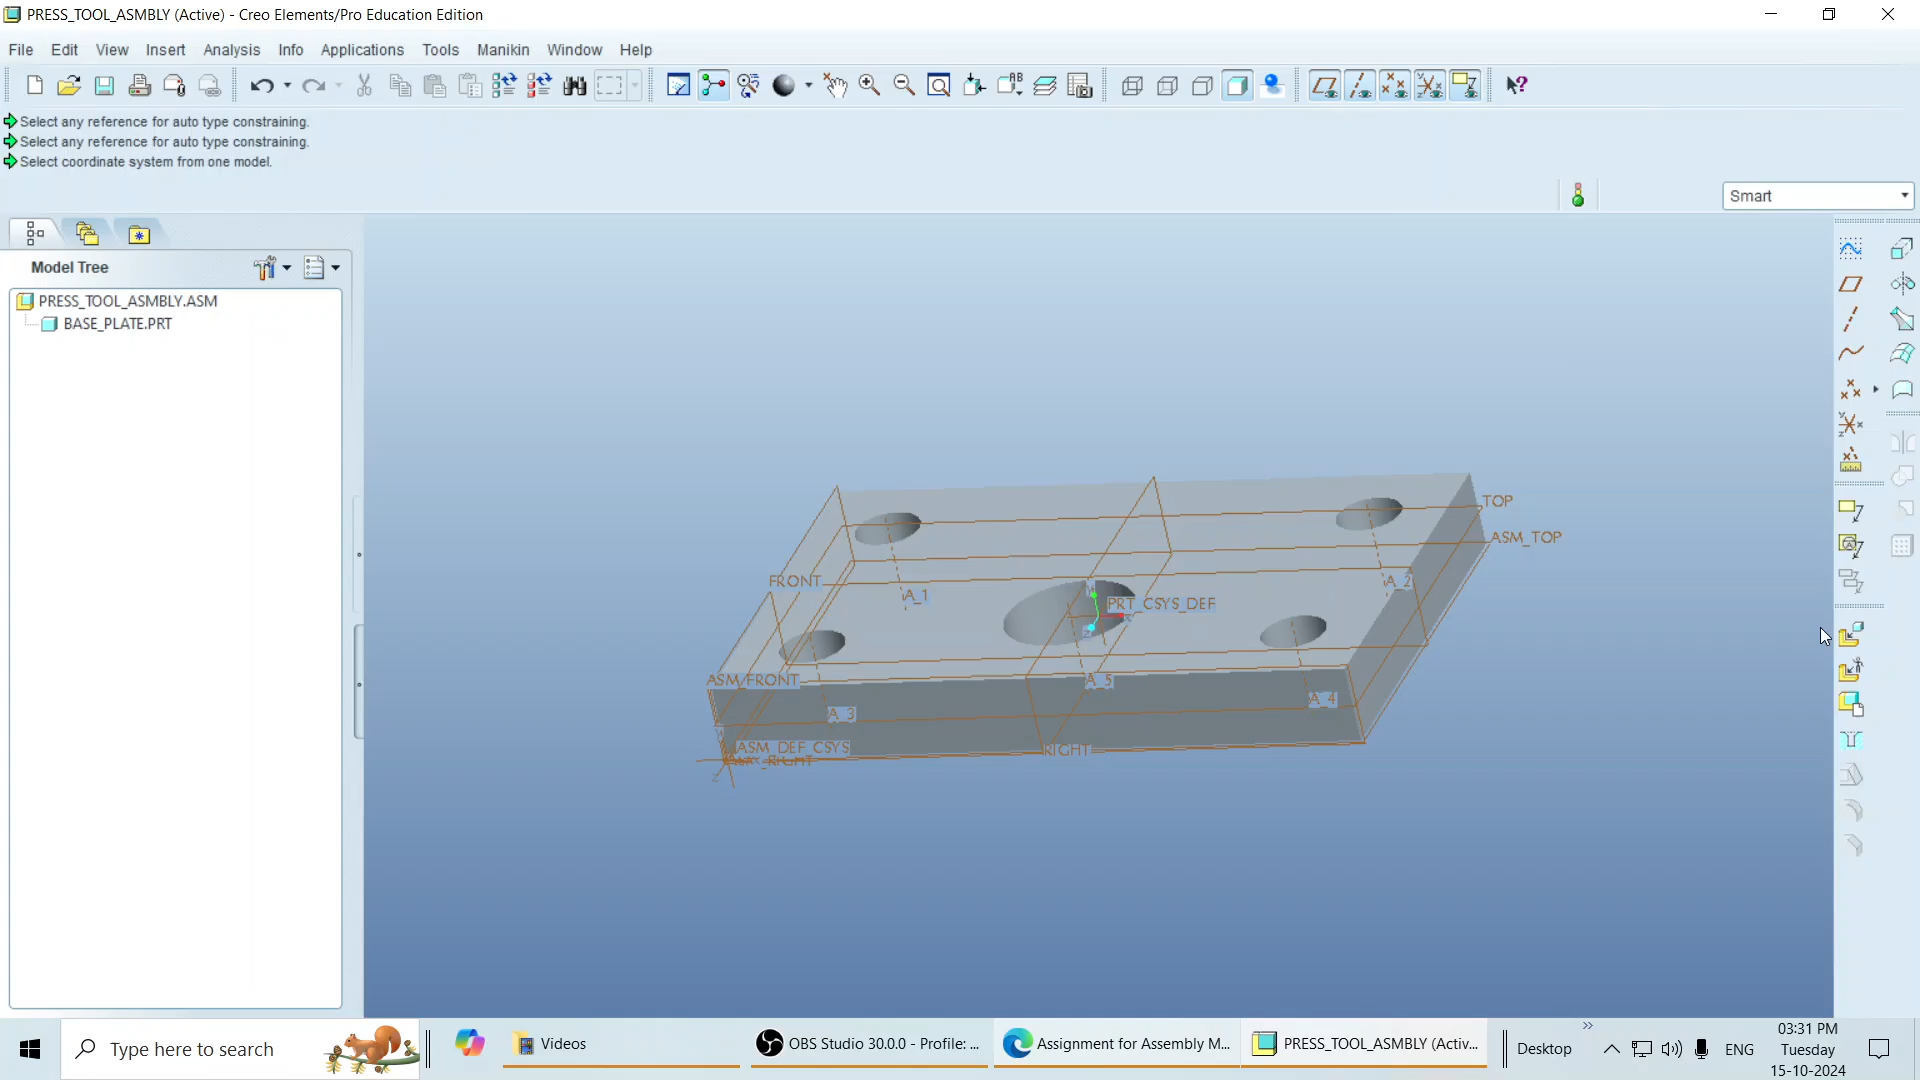 PRESS_TOOL_ASMBLY (Active) - Creo Elements/Pro Education Edition
File Edit View Insert Analysis Info Applications Tools Manikin Window Help
Select any reference for auto type constraining.
Select any reference for auto type constraining.
Select coordinate system from one model.
Smart
Model Tree
PRESS_TOOL_ASMBLY.ASM
BASE_PLATE.PRT
TOP
ASM_TOP
FRONT
A_1
A_2
PRT_CSYS_DEF
ASM_FRONT
A_5
A_4
A_3
ASM_DEF_CSYS
RIGHT
Type here to search
Videos
OBS Studio 30.0.0 - Profile: ...
Assignment for Assembly M...
PRESS_TOOL_ASMBLY (Activ...
Desktop
ENG
03:31 PM
Tuesday
15-10-2024